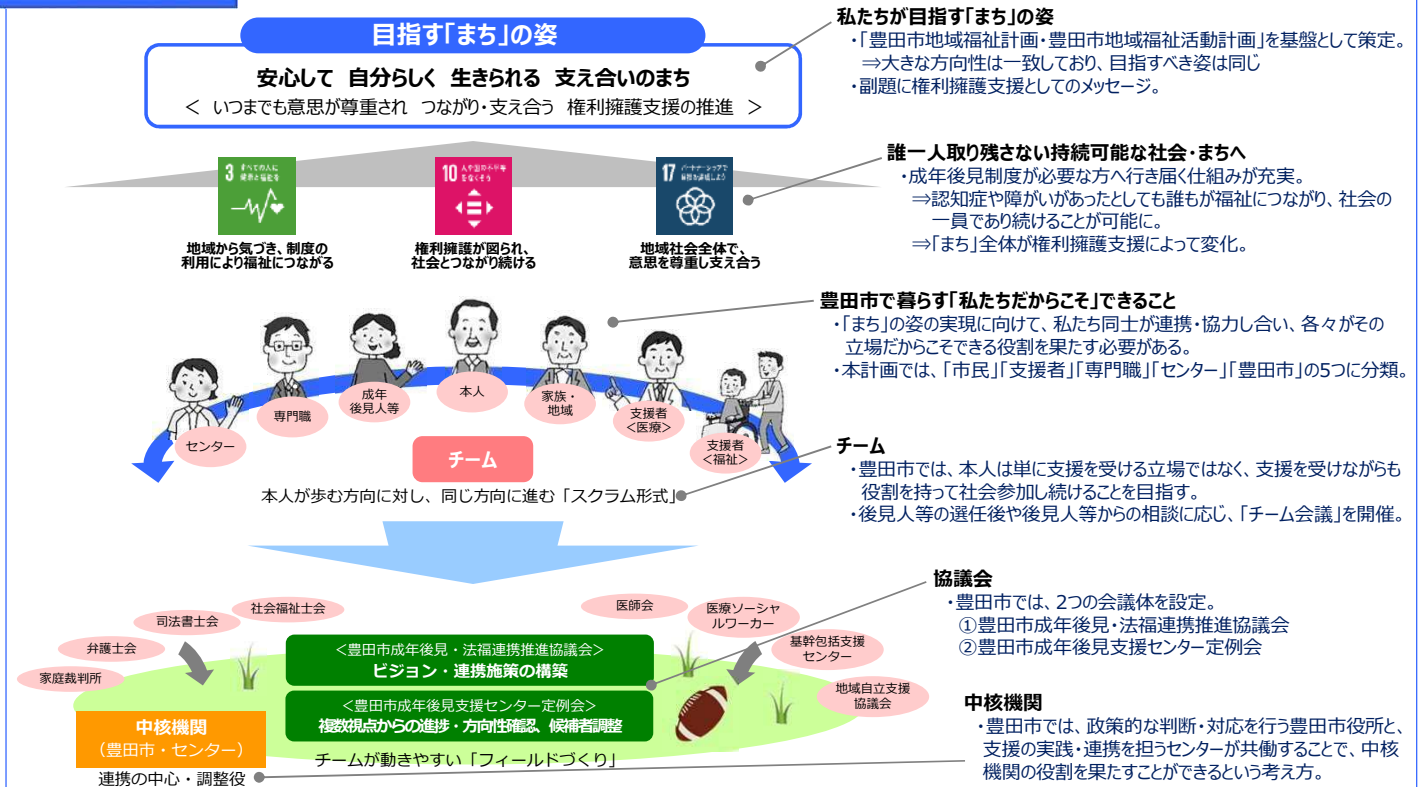 目指す「まち」の姿
安心して 自分らしく 生きられる 支え合いのまち
＜ いつまでも意思が尊重され つながり・支え合う 権利擁護支援の推進 ＞
私たちが目指す「まち」の姿
・「豊田市地域福祉計画・豊田市地域福祉活動計画」を基盤として策定。
⇒大きな方向性は一致しており、目指すべき姿は同じ
・副題に権利擁護支援としてのメッセージ。
3 すべての人に
健康と福祉を
10 人や国の不平等
をなくそう
17 パートナーシップで
目標を達成しよう
地域から気づき、制度の
利用により福祉につながる
権利擁護が図られ、
社会とつながり続ける
地域社会全体で、
意思を尊重し支え合う
誰一人取り残さない持続可能な社会・まちへ
・成年後見制度が必要な方へ行き届く仕組みが充実。
⇒認知症や障がいがあったとしても誰もが福祉につながり、社会の
一員であり続けることが可能に。
⇒「まち」全体が権利擁護支援によって変化。
豊田市で暮らす「私たちだからこそ」できること
・「まち」の姿の実現に向けて、私たち同士が連携・協力し合い、各々がその
立場だからこそできる役割を果たす必要がある。
・本計画では、「市民」「支援者」「専門職」「センター」「豊田市」の5つに分類。
センター
専門職
成年
後見人等
本人
家族・
地域
支援者
＜医療＞
支援者
＜福祉＞
チーム
本人が歩む方向に対し、同じ方向に進む「スクラム形式」
チーム
・豊田市では、本人は単に支援を受ける立場ではなく、支援を受けながらも
役割を持って社会参加し続けることを目指す。
・後見人等の選任後や後見人等からの相談に応じ、「チーム会議」を開催。
家庭裁判所
弁護士会
司法書士会
社会福祉士会
医師会
医療ソーシャ
ルワーカー
基幹包括支援
センター
地域自立支援
協議会
＜豊田市成年後見・法福連携推進協議会＞
ビジョン・連携施策の構築
＜豊田市成年後見支援センター定例会＞
複数視点からの進捗・方向性確認、候補者調整
中核機関
（豊田市・センター）
連携の中心・調整役
チームが動きやすい「フィールドづくり」
協議会
・豊田市では、2つの会議体を設定。
①豊田市成年後見・法福連携推進協議会
②豊田市成年後見支援センター定例会
中核機関
・豊田市では、政策的な判断・対応を行う豊田市役所と、
支援の実践・連携を担うセンターが共働することで、中核
機関の役割を果たすことができるという考え方。